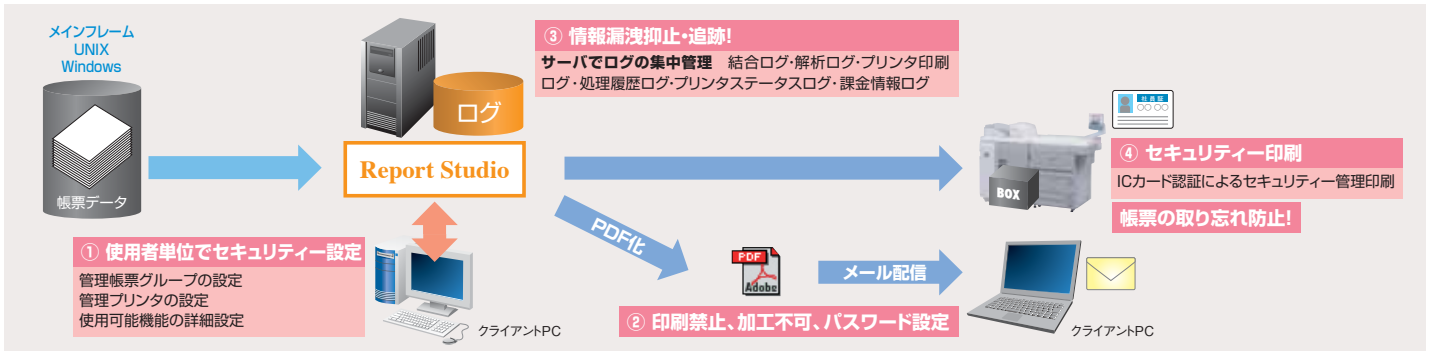 メインフレーム
UNIX
Windows
帳票データ
ログ
Report Studio
① 使用者単位でセキュリティー設定
管理帳票グループの設定
管理プリンタの設定
使用可能機能の詳細設定
クライアントPC
③ 情報漏洩抑止・追跡!
サーバでログの集中管理　結合ログ・解析ログ・プリンタ印刷
ログ・処理履歴ログ・プリンタステータスログ・課金情報ログ
PDF化
PDF
Adobe
メール配信
② 印刷禁止、加工不可、パスワード設定
社員証
BOX
④ セキュリティー印刷
ICカード認証によるセキュリティー管理印刷
帳票の取り忘れ防止!
クライアントPC